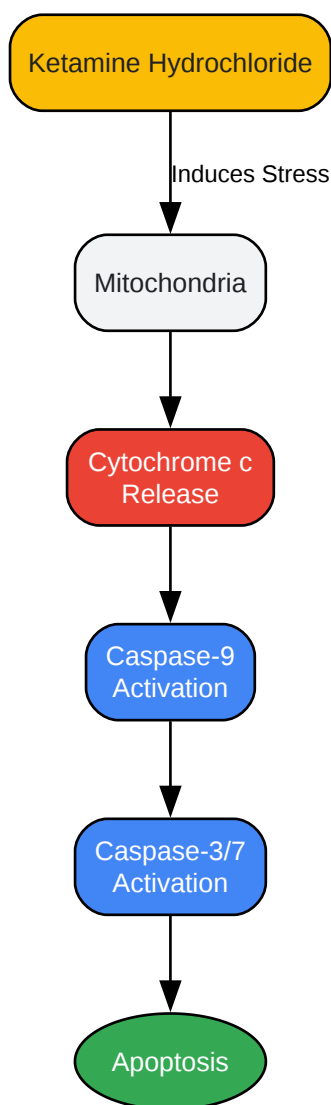 Ketamine Hydrochloride
Induces Stress
Mitochondria
Cytochrome c
Release
Caspase-9
Activation
Caspase-3/7
Activation
Apoptosis